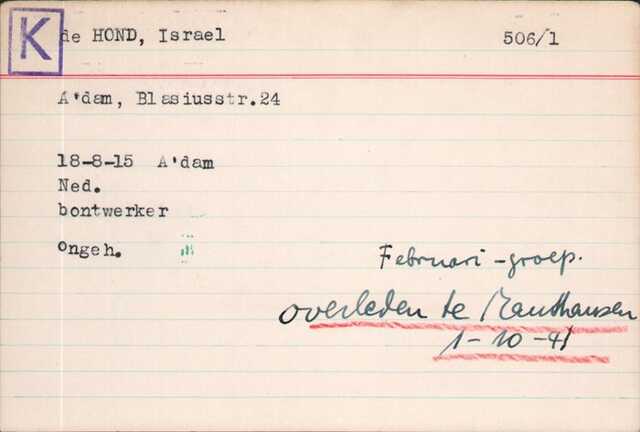 K
de HOND, Israel 506/1
A'dam, Blasiusstr.24
18-8-15 A'dam
Ned.
bontwerker
ongeh.
Februari-groep.
overleden te Mauthausen
1-10-41